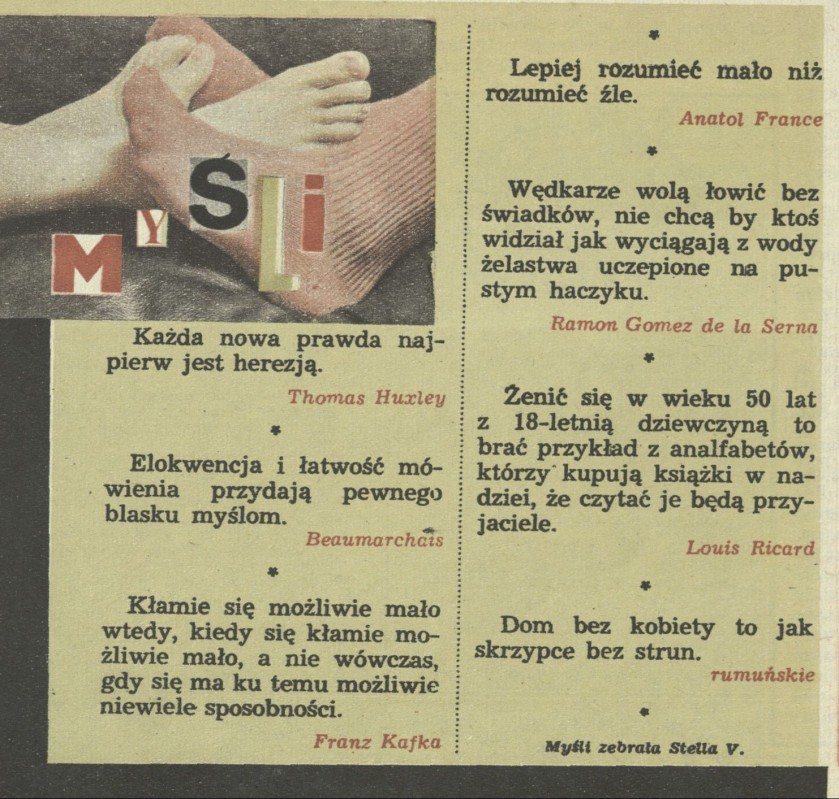 MYŚLi
Każda nowa prawda naj-
pierw jest herezją.
Thomas Huxley
*
Elokwencja i łatwość mó-
wienia przydają pewnego
blasku myślom.
Beaumarchais
*
Kłamie się możliwie mało
wtedy, kiedy się kłamie mo-
żliwie mało, a nie wówczas,
gdy się ma ku temu możliwie
niewiele sposobności.
Franz Kafka
*
Lepiej rozumieć mało niż
rozumieć źle.
Anatol France
*
Wędkarze wolą łowić bez
świadków, nie chcą by ktoś
widział jak wyciągają z wody
żelastwa uczepione na pu-
stym haczyku.
Ramon Gomez de la Serna
*
Żenić się w wieku 50 lat
z 18-letnią dziewczyną to
brać przykład z analfabetów,
którzy kupują książki w na-
dziei, że czytać je będą przy-
jaciele.
Louis Ricard
*
Dom bez kobiety to jak
skrzypce bez strun.
rumuńskie
*
Myśli zebrała Stella V.